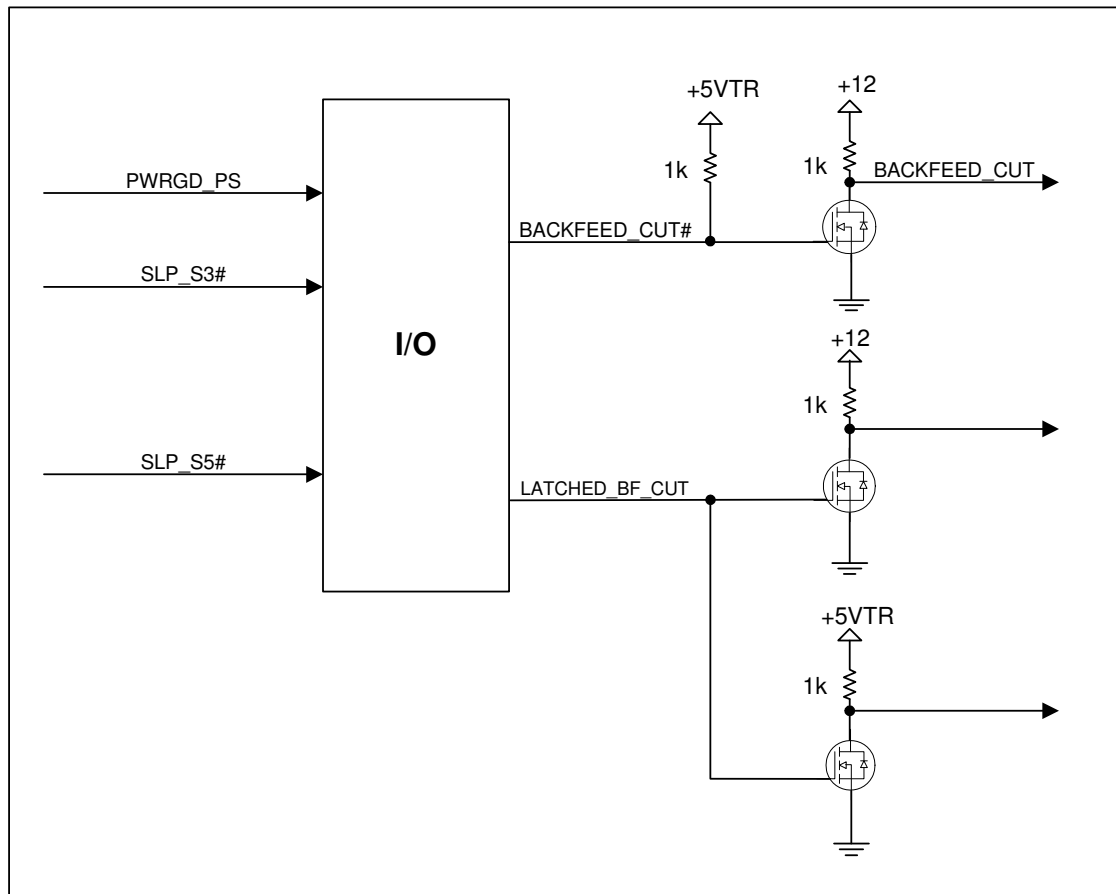 +12
+5VTR
1k
1k
BACKFEED_CUT
PWRGD_PS
BACKFEED_CUT#
SLP_S3#
I/O
+12
1k
SLP_S5#
LATCHED_BF_CUT
+5VTR
1k